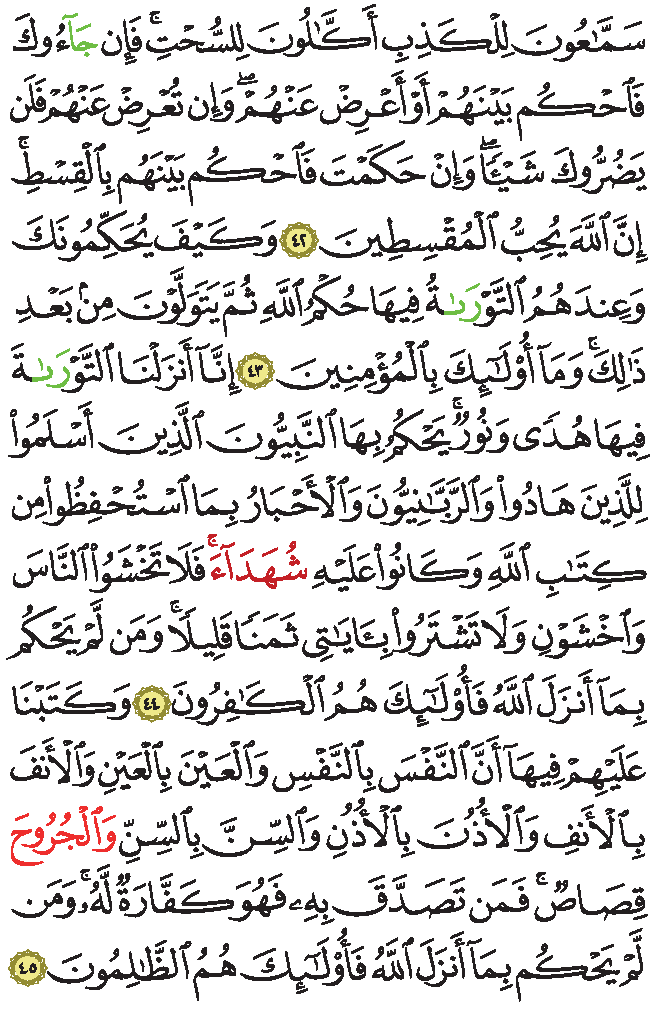 سَمَّٰعُونَ لِلۡكَذِبِ أَكَّٰلُونَ لِلسُّحۡتِۚ فَإِن جَآءُوكَ
فَٱحۡكُم بَيۡنَهُمۡ أَوۡ أَعۡرِضۡ عَنۡهُمۡۖ وَإِن تُعۡرِضۡ عَنۡهُمۡ فَلَن
يَضُرُّوكَ شَيۡـٔٗاۖ وَإِنۡ حَكَمۡتَ فَٱحۡكُم بَيۡنَهُم بِٱلۡقِسۡطِۚ
إِنَّ ٱللَّهَ يُحِبُّ ٱلۡمُقۡسِطِينَ ٤٢ وَكَيۡفَ يُحَكِّمُونَكَ
وَعِندَهُمُ ٱلتَّوۡرَىٰةُ فِيهَا حُكۡمُ ٱللَّهِ ثُمَّ يَتَوَلَّوۡنَ مِنۢ بَعۡدِ
ذَٰلِكَۚ وَمَآ أُوْلَٰٓئِكَ بِٱلۡمُؤۡمِنِينَ ٤٣ إِنَّآ أَنزَلۡنَا ٱلتَّوۡرَىٰةَ
فِيهَا هُدٗى وَنُورٞۚ يَحۡكُمُ بِهَا ٱلنَّبِيُّونَ ٱلَّذِينَ أَسۡلَمُواْ
لِلَّذِينَ هَادُواْ وَٱلرَّبَّٰنِيُّونَ وَٱلۡأَحۡبَارُ بِمَا ٱسۡتُحۡفِظُواْ مِن
كِتَٰبِ ٱللَّهِ وَكَانُواْ عَلَيۡهِ شُهَدَآءَۚ فَلَا تَخۡشَوُاْ ٱلنَّاسَ
وَٱخۡشَوۡنِ وَلَا تَشۡتَرُواْ بِـَٔايَٰتِي ثَمَنٗا قَلِيلٗاۚ وَمَن لَّمۡ يَحۡكُم
بِمَآ أَنزَلَ ٱللَّهُ فَأُوْلَٰٓئِكَ هُمُ ٱلۡكَٰفِرُونَ ٤٤ وَكَتَبۡنَا
عَلَيۡهِمۡ فِيهَآ أَنَّ ٱلنَّفۡسَ بِٱلنَّفۡسِ وَٱلۡعَيۡنَ بِٱلۡعَيۡنِ وَٱلۡأَنفَ
بِٱلۡأَنفِ وَٱلۡأُذُنَ بِٱلۡأُذُنِ وَٱلسِّنَّ بِٱلسِّنِّ وَٱلۡجُرُوحَ
قِصَاصٞۚ فَمَن تَصَدَّقَ بِهِۦ فَهُوَ كَفَّارَةٞ لَّهُۥۚ وَمَن
لَّمۡ يَحۡكُم بِمَآ أَنزَلَ ٱللَّهُ فَأُوْلَٰٓئِكَ هُمُ ٱلظَّٰلِمُونَ ٤٥